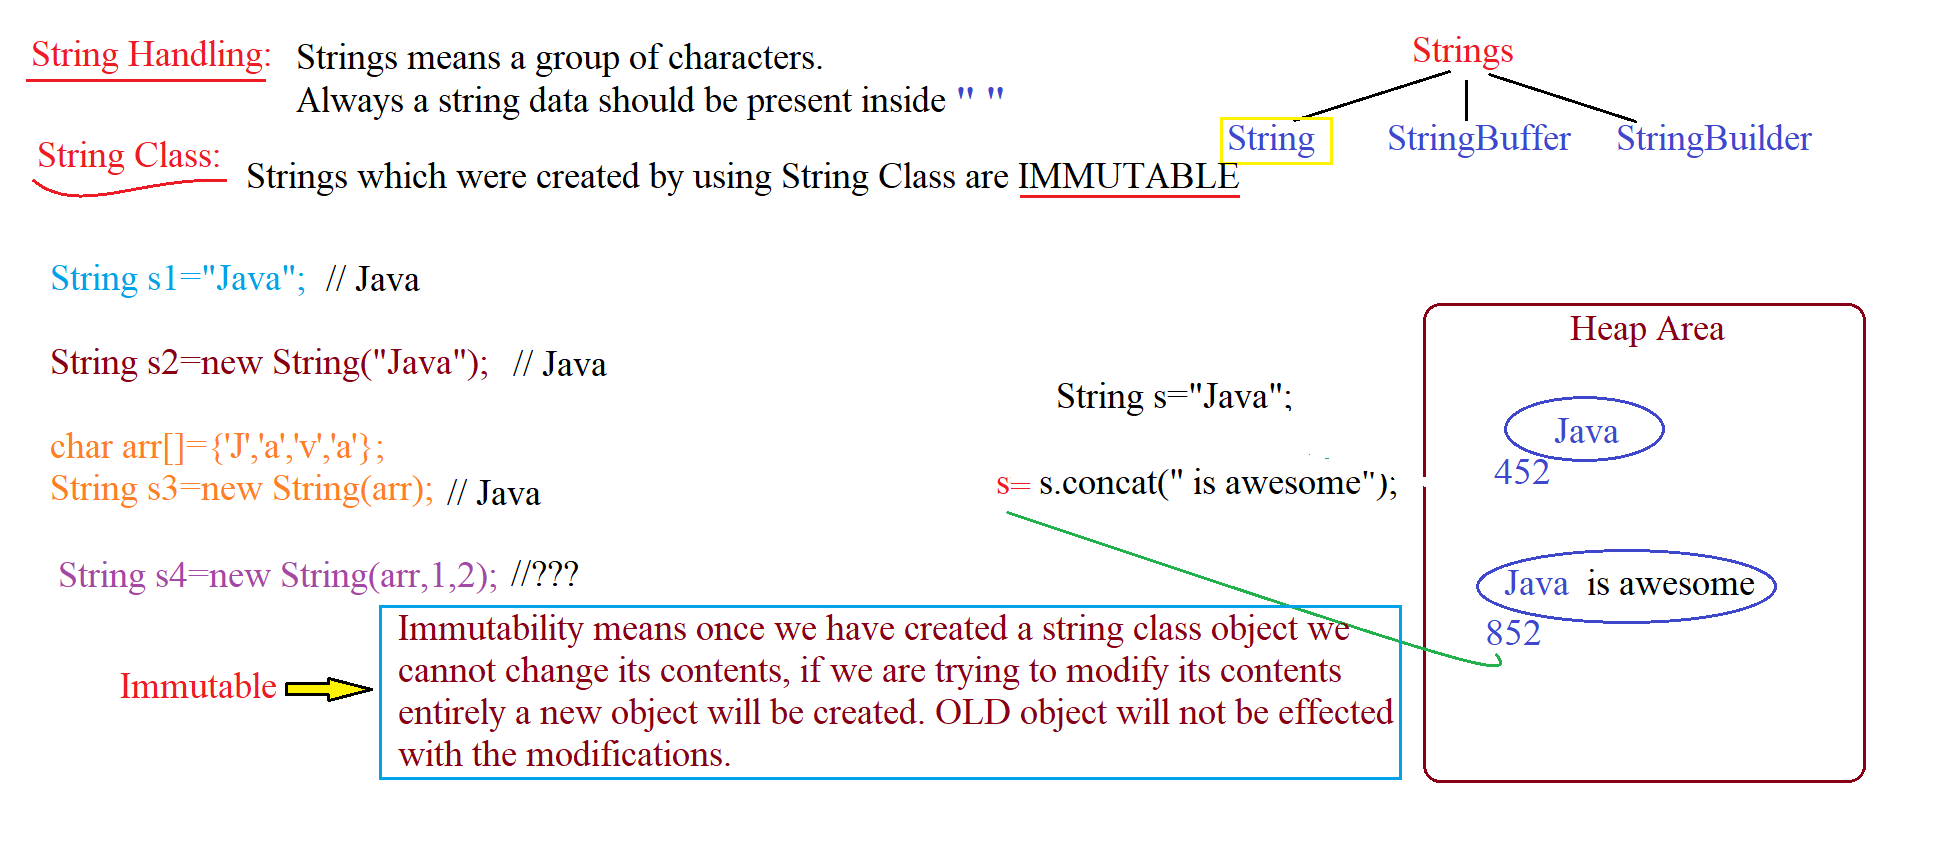 String Handling:
Strings means a group of characters.
Always a string data should be present inside " "
Strings
String
StringBuffer
StringBuilder
String Class:
Strings which were created by using String Class are IMMUTABLE
String s1="Java"; // Java
String s2=new String("Java"); // Java
char arr[]={'J','a','v','a'};
String s3=new String(arr); // Java
String s4=new String(arr,1,2); //???
String s="Java";
s= s.concat(" is awesome");
Heap Area
Java
452
Java is awesome
852
Immutable
Immutability means once we have created a string class object we
cannot change its contents, if we are trying to modify its contents
entirely a new object will be created. OLD object will not be effected
with the modifications.